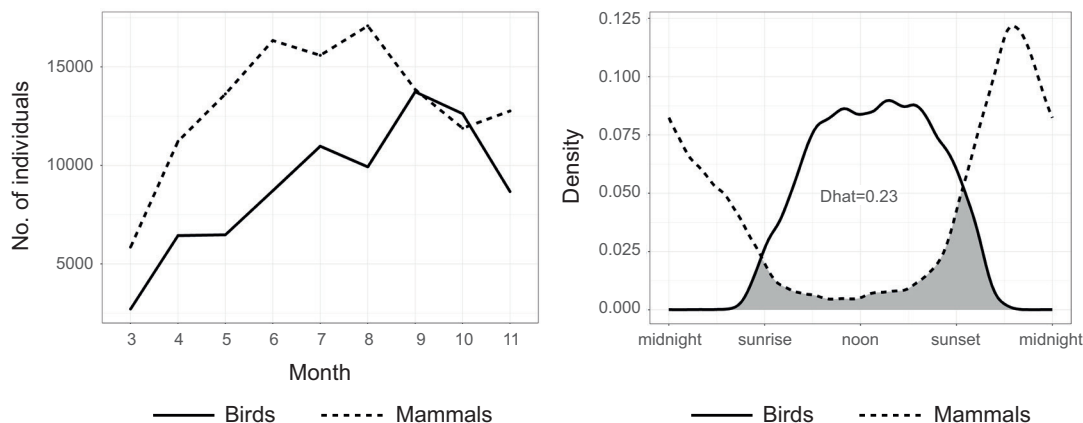 No. of individuals
15000
10000
5000
3 4 5 6 7 8 9 10 11
Month
Birds Mammals
Density
0.125
0.100
0.075
0.050
0.025
0.000
Dhat=0.23
midnight sunrise noon sunset midnight
Birds Mammals